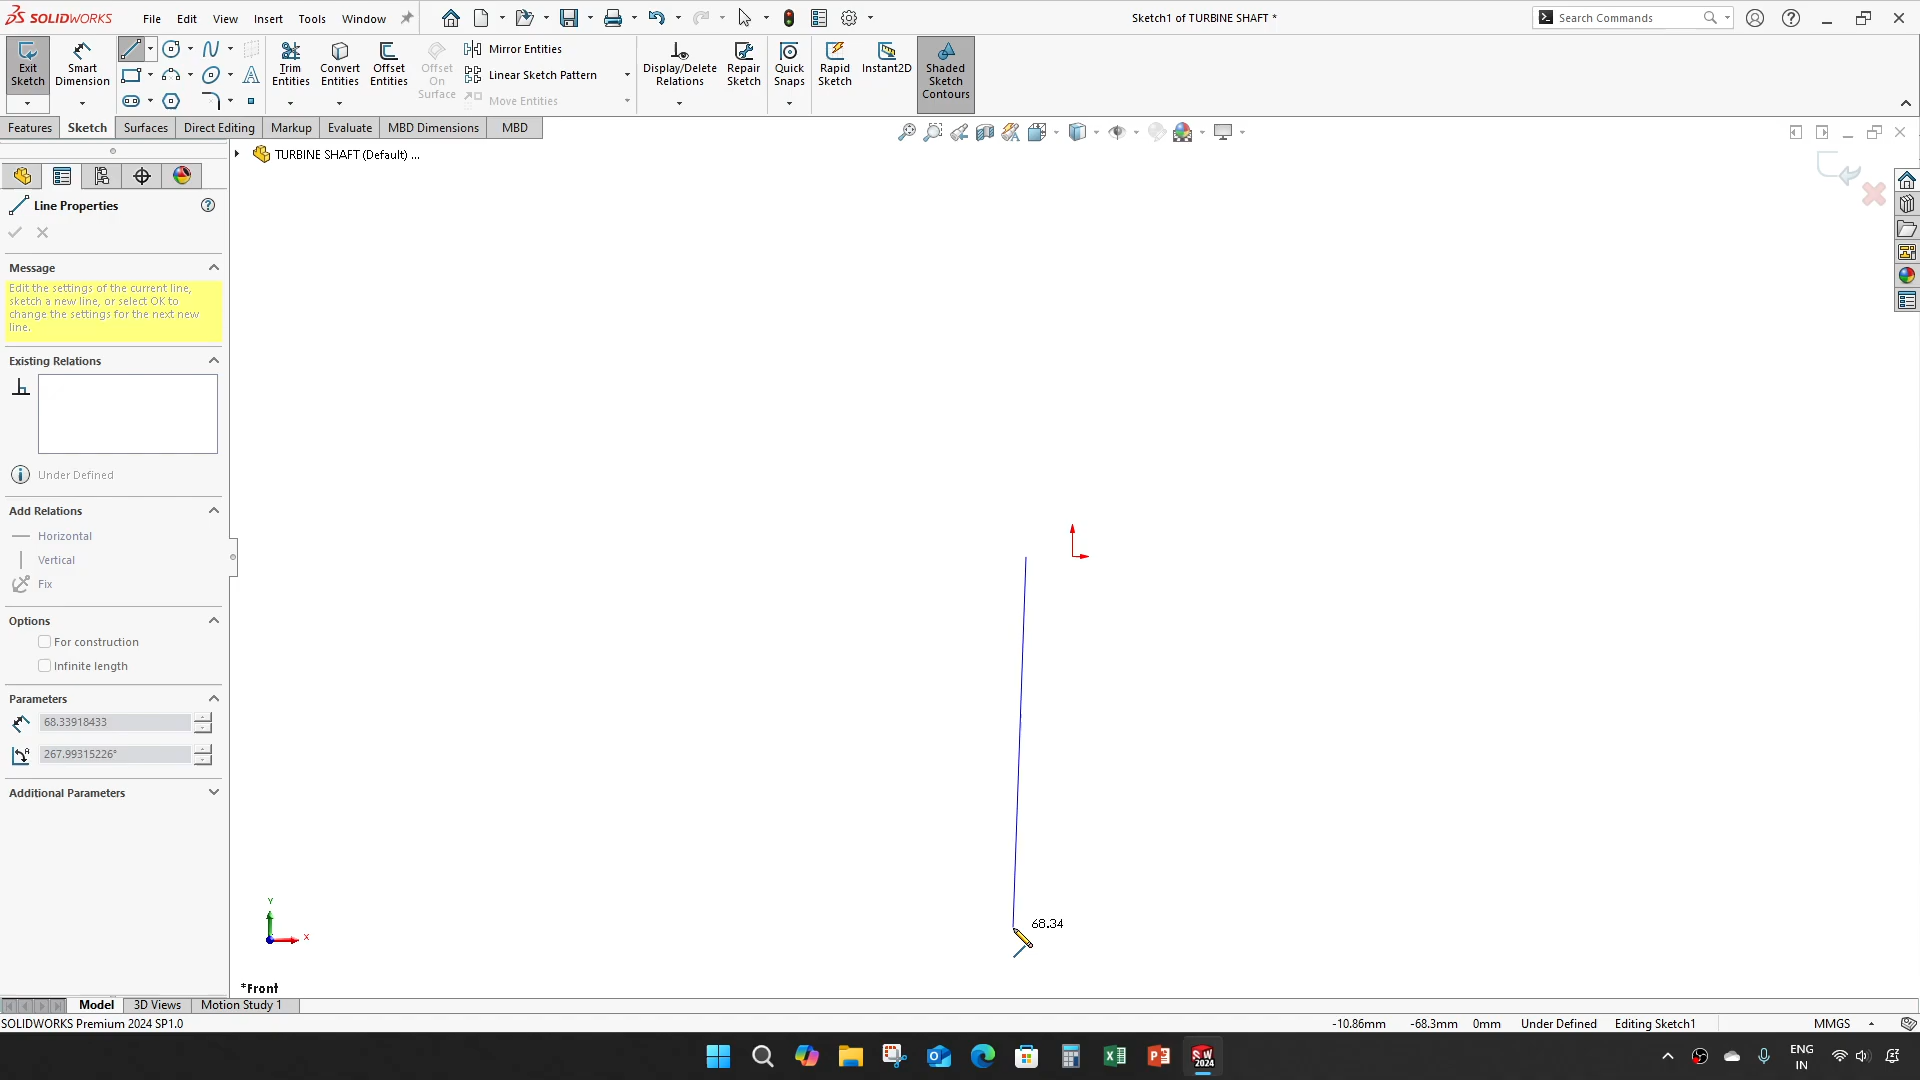 SOLIDWORKS
File
Edit
View
Insert
Tools
Window
Sketch1 of TURBINE SHAFT *
Search Commands
Exit
Sketch
Smart
Dimension
Trim
Entities
Convert
Entities
Offset
Entities
Offset
On
Surface
Mirror Entities
Linear Sketch Pattern
Move Entities
Display/Delete
Relations
Repair
Sketch
Quick
Snaps
Rapid
Sketch
Instant2D
Shaded
Sketch
Contours
Features
Sketch
Surfaces
Direct Editing
Markup
Evaluate
MBD Dimensions
MBD
TURBINE SHAFT (Default) ...
Line Properties
Message
Edit the settings of the current line,
sketch a new line, or select OK to
change the settings for the next new
line.
Existing Relations
Under Defined
Add Relations
Horizontal
Vertical
Fix
Options
For construction
Infinite length
Parameters
68.33918433
267.99315226°
Additional Parameters
68.34
Y
X
*Front
Model
3D Views
Motion Study 1
SOLIDWORKS Premium 2024 SP1.0
-10.86mm
-68.3mm
0mm
Under Defined
Editing Sketch1
MMGS
SW
2024
ENG
IN